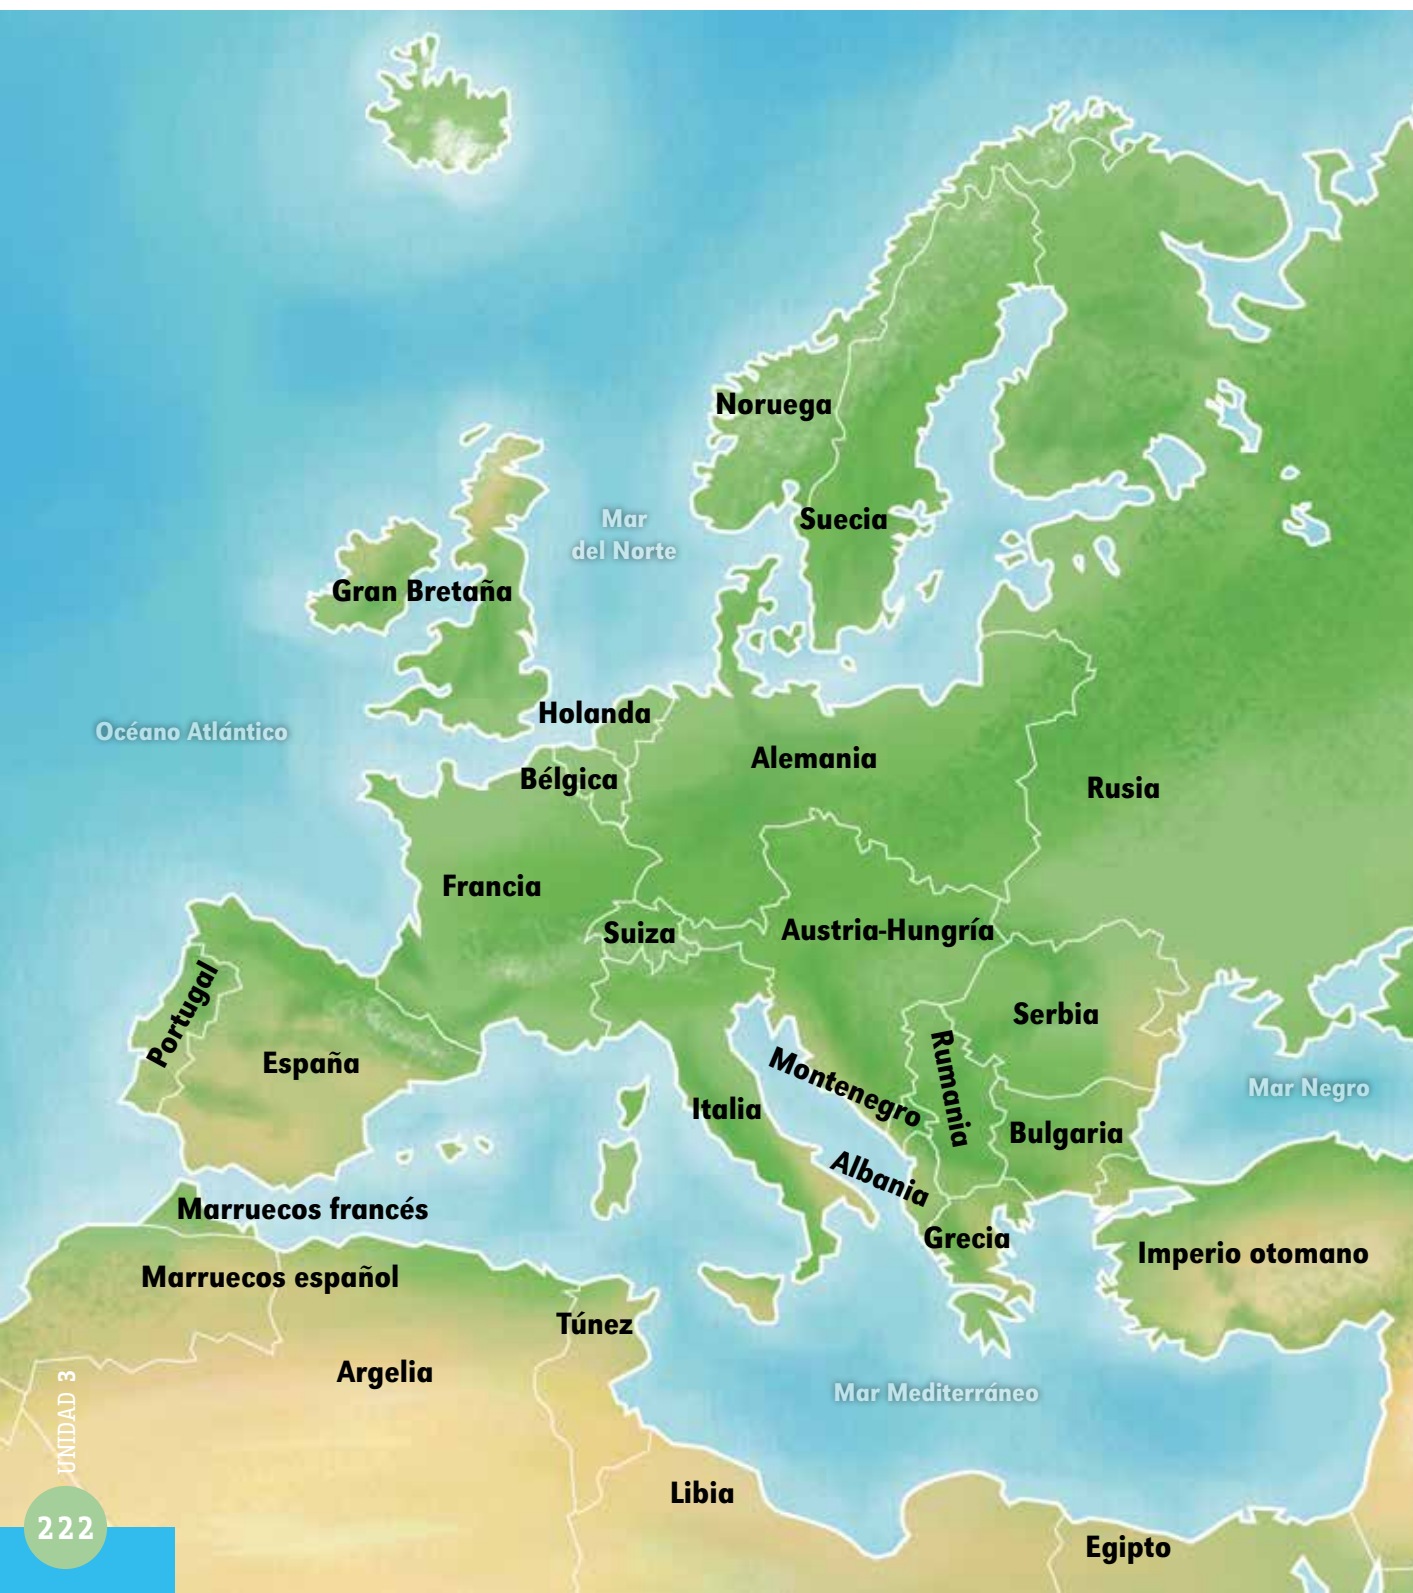 Noruega
Suecia
Mar
del Norte
Gran Bretaña
Holanda
Océano Atlántico
Alemania
Bélgica
Rusia
Francia
Suiza
Austria-Hungría
Portugal
Serbia
España
Rumania
Montenegro
Mar Negro
Italia
Bulgaria
Albania
Marruecos francés
Grecia
Imperio otomano
Marruecos español
Túnez
Argelia
Mar Mediterráneo
Libia
Egipto
UNIDAD 3
222